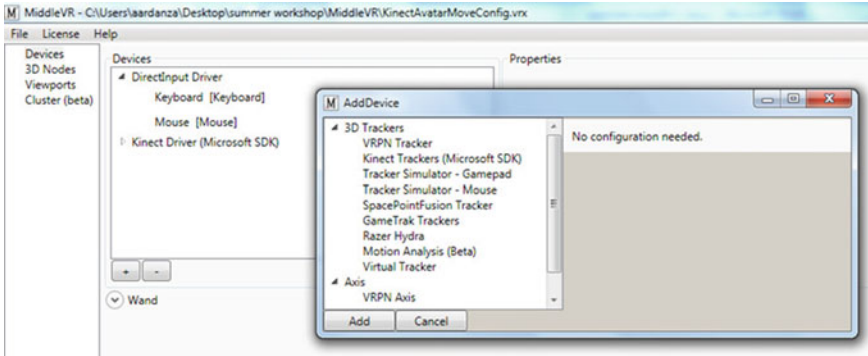 M MiddleVR - C:\Users\aardanza\Desktop\summer workshop\MiddleVR\KinectAvatarMoveConfig.vrx
File License Help
Devices
3D Nodes
Viewports
Cluster (beta)
Devices
DirectInput Driver
Keyboard [Keyboard]
Mouse [Mouse]
Kinect Driver (Microsoft SDK)
+ -
Wand
Properties
M AddDevice
3D Trackers
VRPN Tracker
Kinect Trackers (Microsoft SDK)
Tracker Simulator - Gamepad
Tracker Simulator - Mouse
SpacePointFusion Tracker
GameTrak Trackers
Razer Hydra
Motion Analysis (Beta)
Virtual Tracker
Axis
VRPN Axis
No configuration needed.
Add Cancel